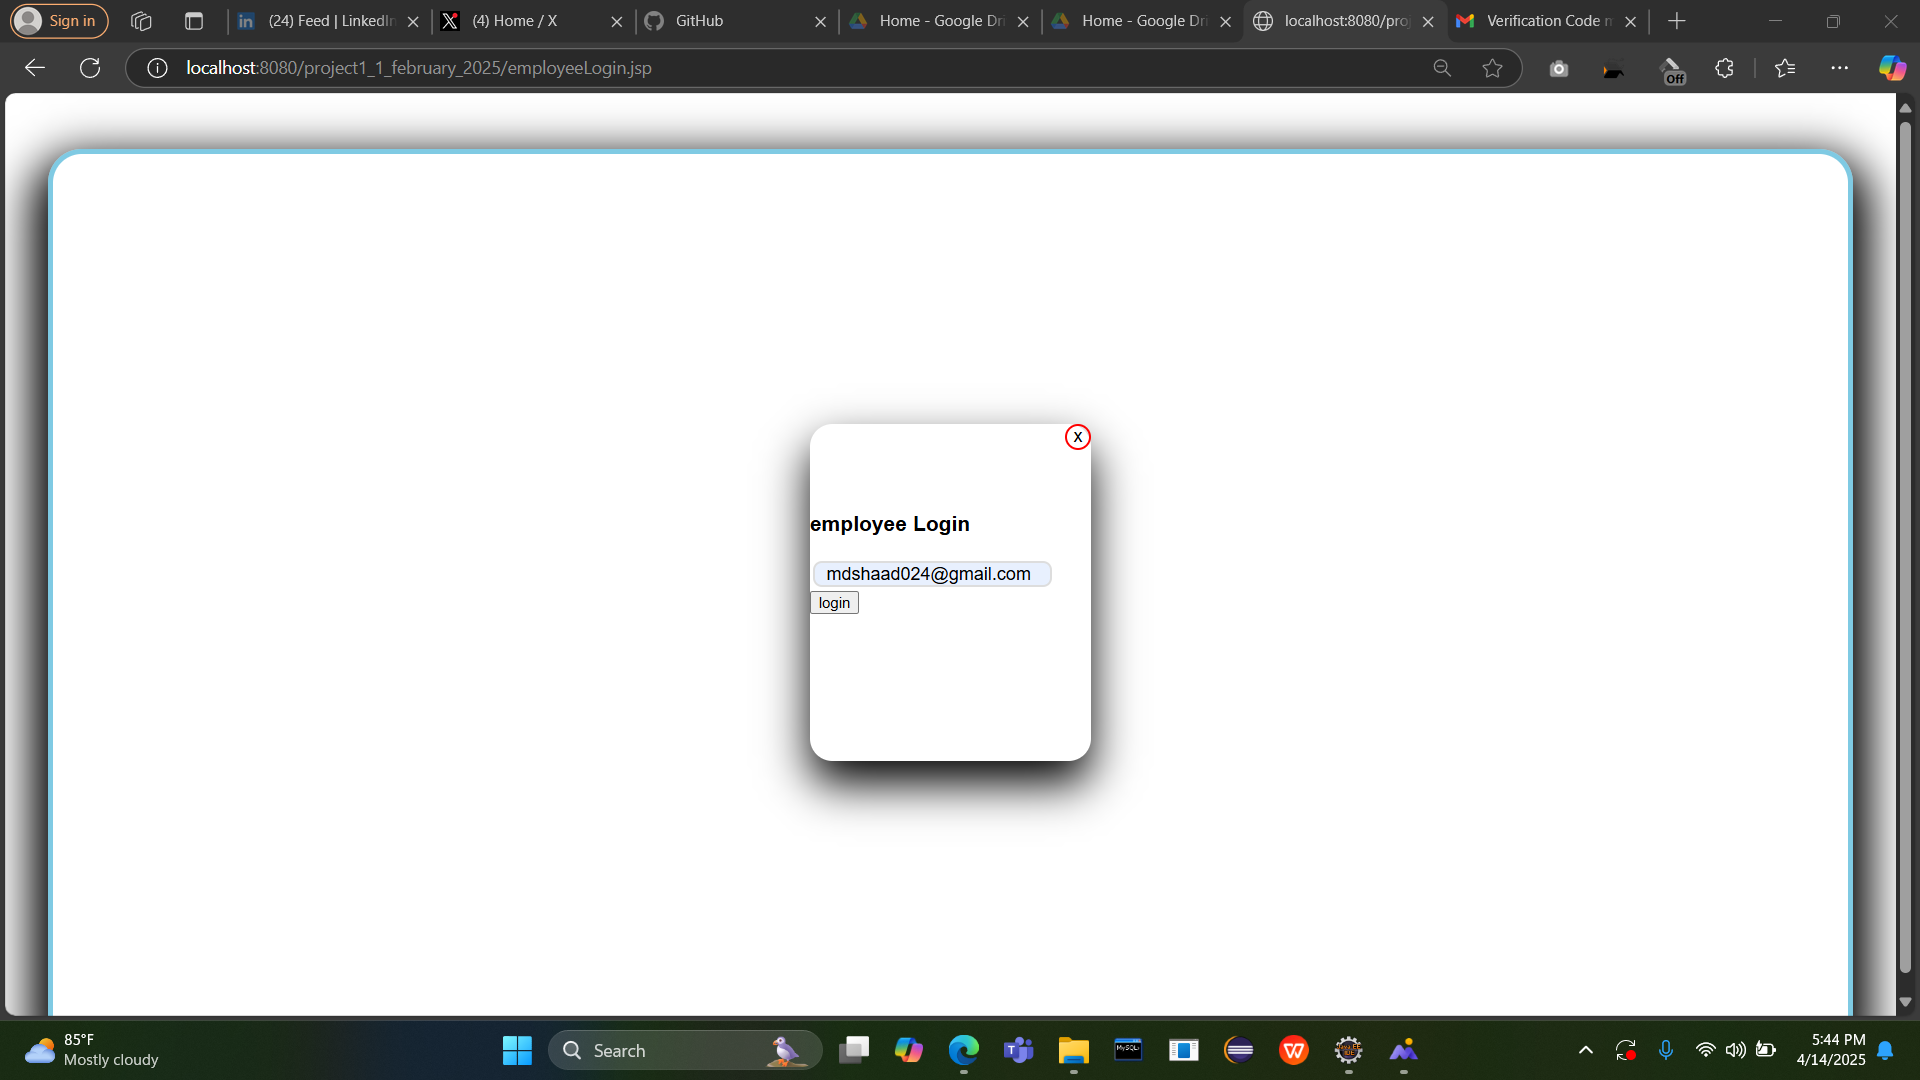 Sign in
(24) Feed | LinkedIn
(4) Home / X
GitHub
Home - Google Dri
Home - Google Dri
localhost:8080/proj
Verification Code
localhost:8080/project1_1_february_2025/employeeLogin.jsp
Off
X
employee Login
mdshaad024@gmail.com
login
85°F
Mostly cloudy
Search
MySQL
5:44 PM
4/14/2025